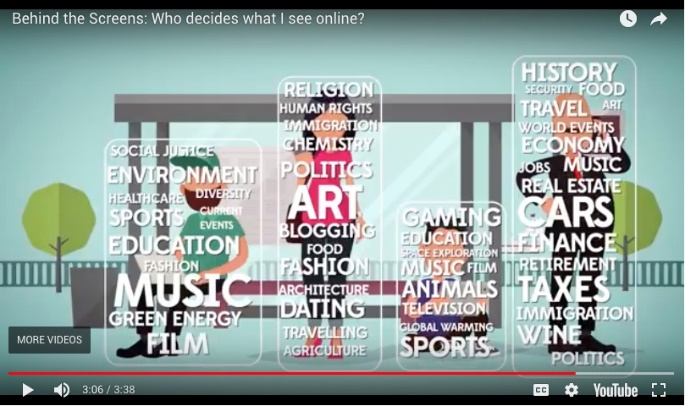 Behind the Screens: Who decides what I see online?
SOCIAL JUSTICE
ENVIRONMENT
HEALTHCARE DIVERSITY
SPORTS CURRENT EVENTS
EDUCATION
FASHION
MUSIC
GREEN ENERGY
FILM
RELIGION
HUMAN RIGHTS
IMMIGRATION
CHEMISTRY
POLITICS
ART
BLOGGING
FOOD
FASHION
ARCHITECTURE
DATING
TRAVELLING
AGRICULTURE
GAMING
EDUCATION
SPACE EXPLORATION
MUSIC FILM
ANIMALS
TELEVISION
GLOBAL WARMING
SPORTS
HISTORY
SECURITY FOOD
TRAVEL ART
WORLD EVENTS
ECONOMY
JOBS MUSIC
REAL ESTATE
CARS
FINANCE
RETIREMENT
TAXES
IMMIGRATION
WINE
POLITICS
MORE VIDEOS
3:06 / 3:38 CC YouTube